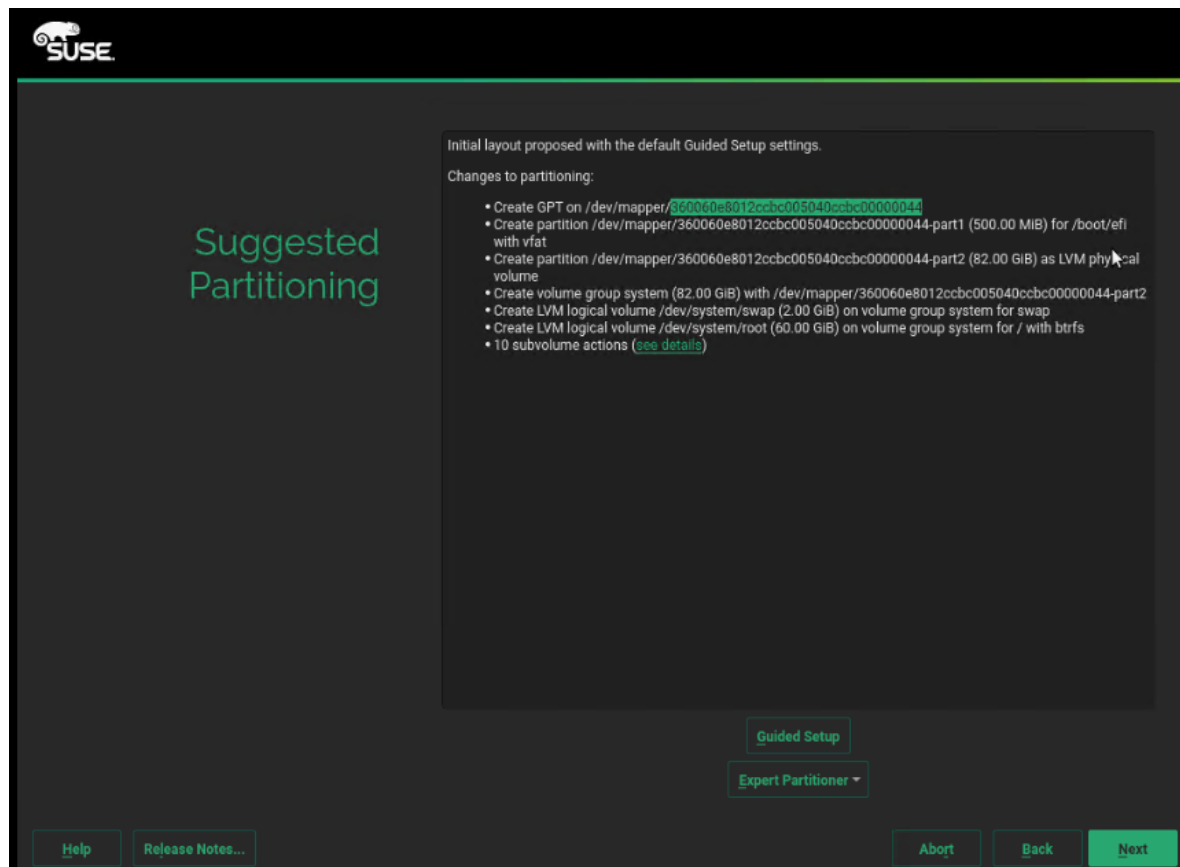 SUSE.
Initial layout proposed with the default Guided Setup settings.
Changes to partitioning:
Suggested
Partitioning
• Create GPT on /dev/mapper/360060e8012ccbc005040ccbc00000044
• Create partition /dev/mapper/360060e8012ccbc005040ccbc00000044-part1 (500.00 MiB) for /boot/efi
with vfat
• Create partition /dev/mapper/360060e8012ccbc005040ccbc00000044-part2 (82.00 GiB) as LVM physical
volume
• Create volume group system (82.00 GiB) with /dev/mapper/360060e8012ccbc005040ccbc00000044-part2
• Create LVM logical volume /dev/system/swap (2.00 GiB) on volume group system for swap
• Create LVM logical volume /dev/system/root (60.00 GiB) on volume group system for / with btrfs
• 10 subvolume actions (see details)
Guided Setup
Expert Partitioner
Help
Release Notes...
Abort
Back
Next